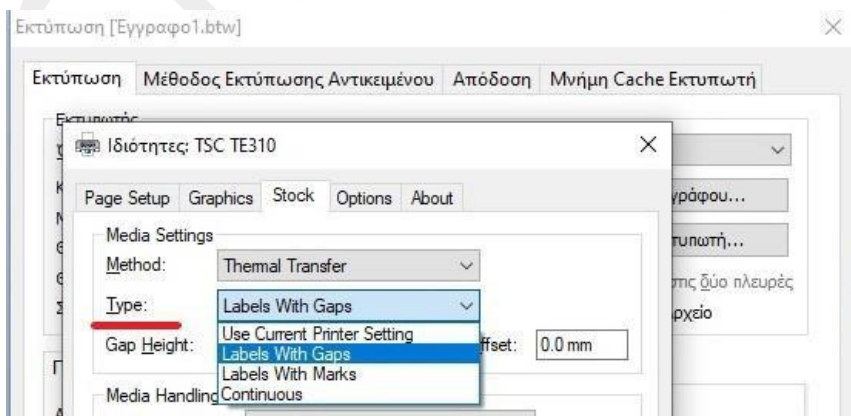 Εκτύπωση [Έγγραφο1.btw]
Εκτύπωση Μέθοδος Εκτύπωσης Αντικειμένου Απόδοση Μνήμη Cache Εκτυπωτή
Εκτυπωτής
Ιδιότητες: TSC TE310
Page Setup Graphics Stock Options About
γράφου...
Media Settings
τυπωτή...
Method: Thermal Transfer
στις δύο πλευρές
Type: Labels With Gaps
ρχείο
Use Current Printer Setting
Gap Height: ffset: 0.0 mm
Labels With Gaps
Labels With Marks
Media Handling
Continuous